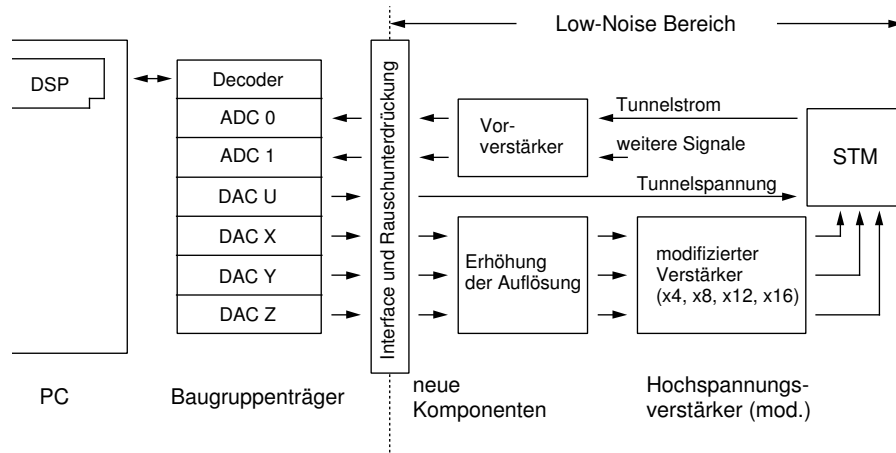 Low-Noise Bereich
DSP
Decoder
ADC 0
ADC 1
DAC U
DAC X
DAC Y
DAC Z
Interface und Rauschunterdrückung
Vor-
verstärker
Tunnelstrom
weitere Signale
Tunnelspannung
STM
Erhöhung
der Auflösung
modifizierter
Verstärker
(x4, x8, x12, x16)
PC
Baugruppenträger
neue
Komponenten
Hochspannungs-
verstärker (mod.)